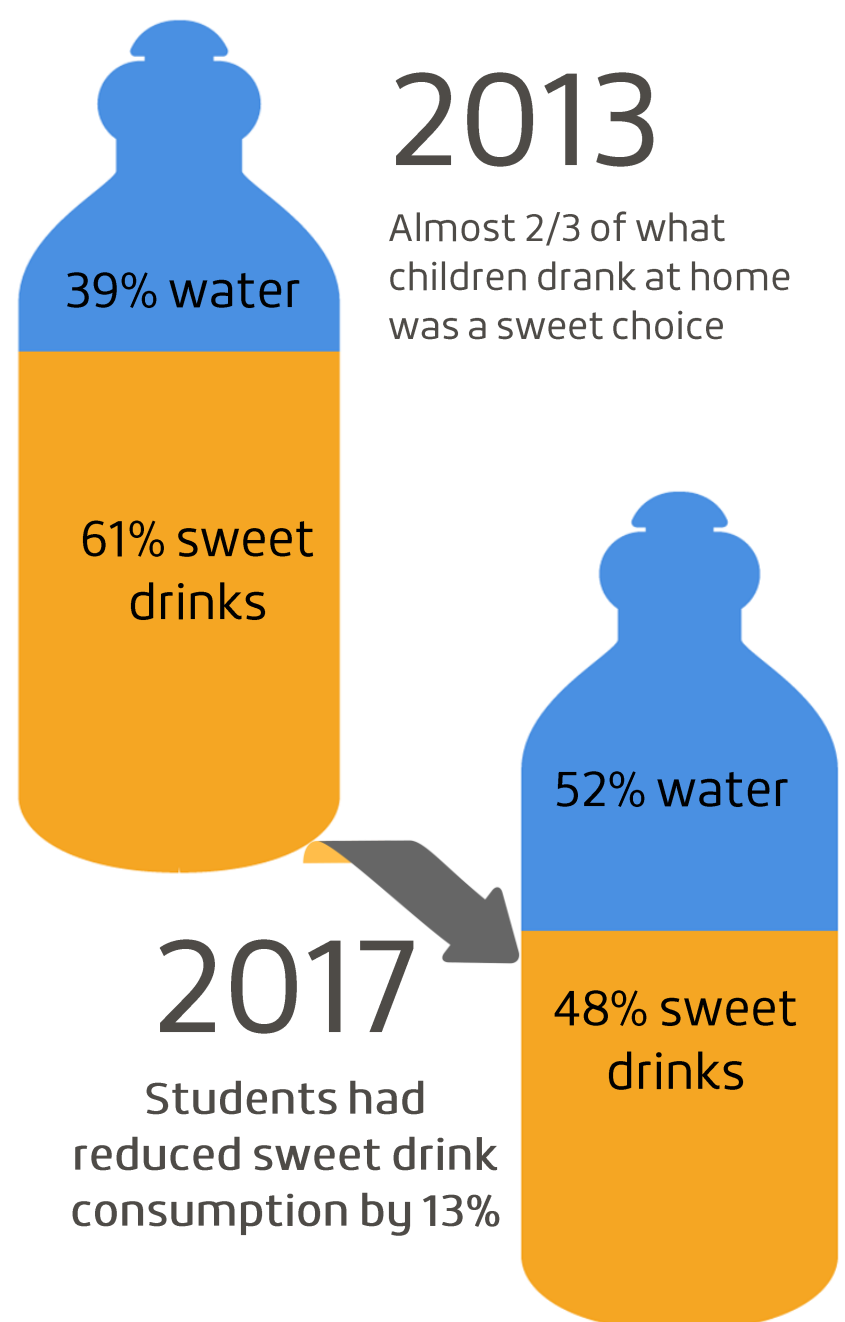 2013
Almost 2/3 of what
children drank at home
was a sweet choice
39% water
61% sweet
drinks
52% water
48% sweet
drinks
2017
Students had
reduced sweet drink
consumption by 13%